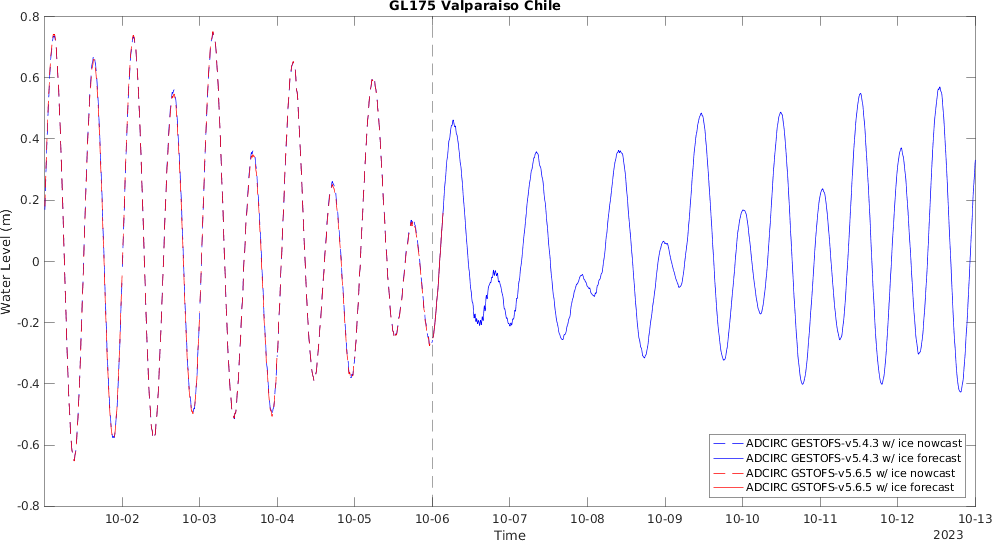 GL175 Valparaiso Chile
0.8
0.6
0.4
0.2
0
-0.2
-0.4
-0.6
-0.8
Water Level (m)
ADCIRC GESTOFS-v5.4.3 w/ ice nowcast
ADCIRC GESTOFS-v5.4.3 w/ ice forecast
ADCIRC GSTOFS-v5.6.5 w/ ice nowcast
ADCIRC GSTOFS-v5.6.5 w/ ice forecast
10-02 10-03 10-04 10-05 10-06 10-07 10-08 10-09 10-10 10-11 10-12 10-13
Time
2023